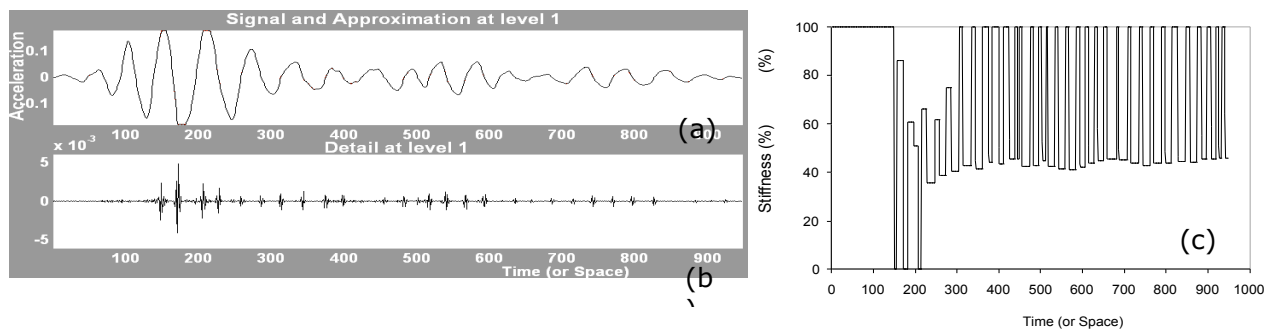 Signal and Approximation at level 1
Acceleration
0.1
0
-0.1
100 200 300 400 500 600 700 800 900
(a)
x 10 -3
Detail at level 1
5
0
-5
100 200 300 400 500 600 700 800 900
Time (or Space)
(b
)
Stiffness (%) (%)
100
80
60
40
20
0
0 100 200 300 400 500 600 700 800 900 1000
Time (or Space)
(c)